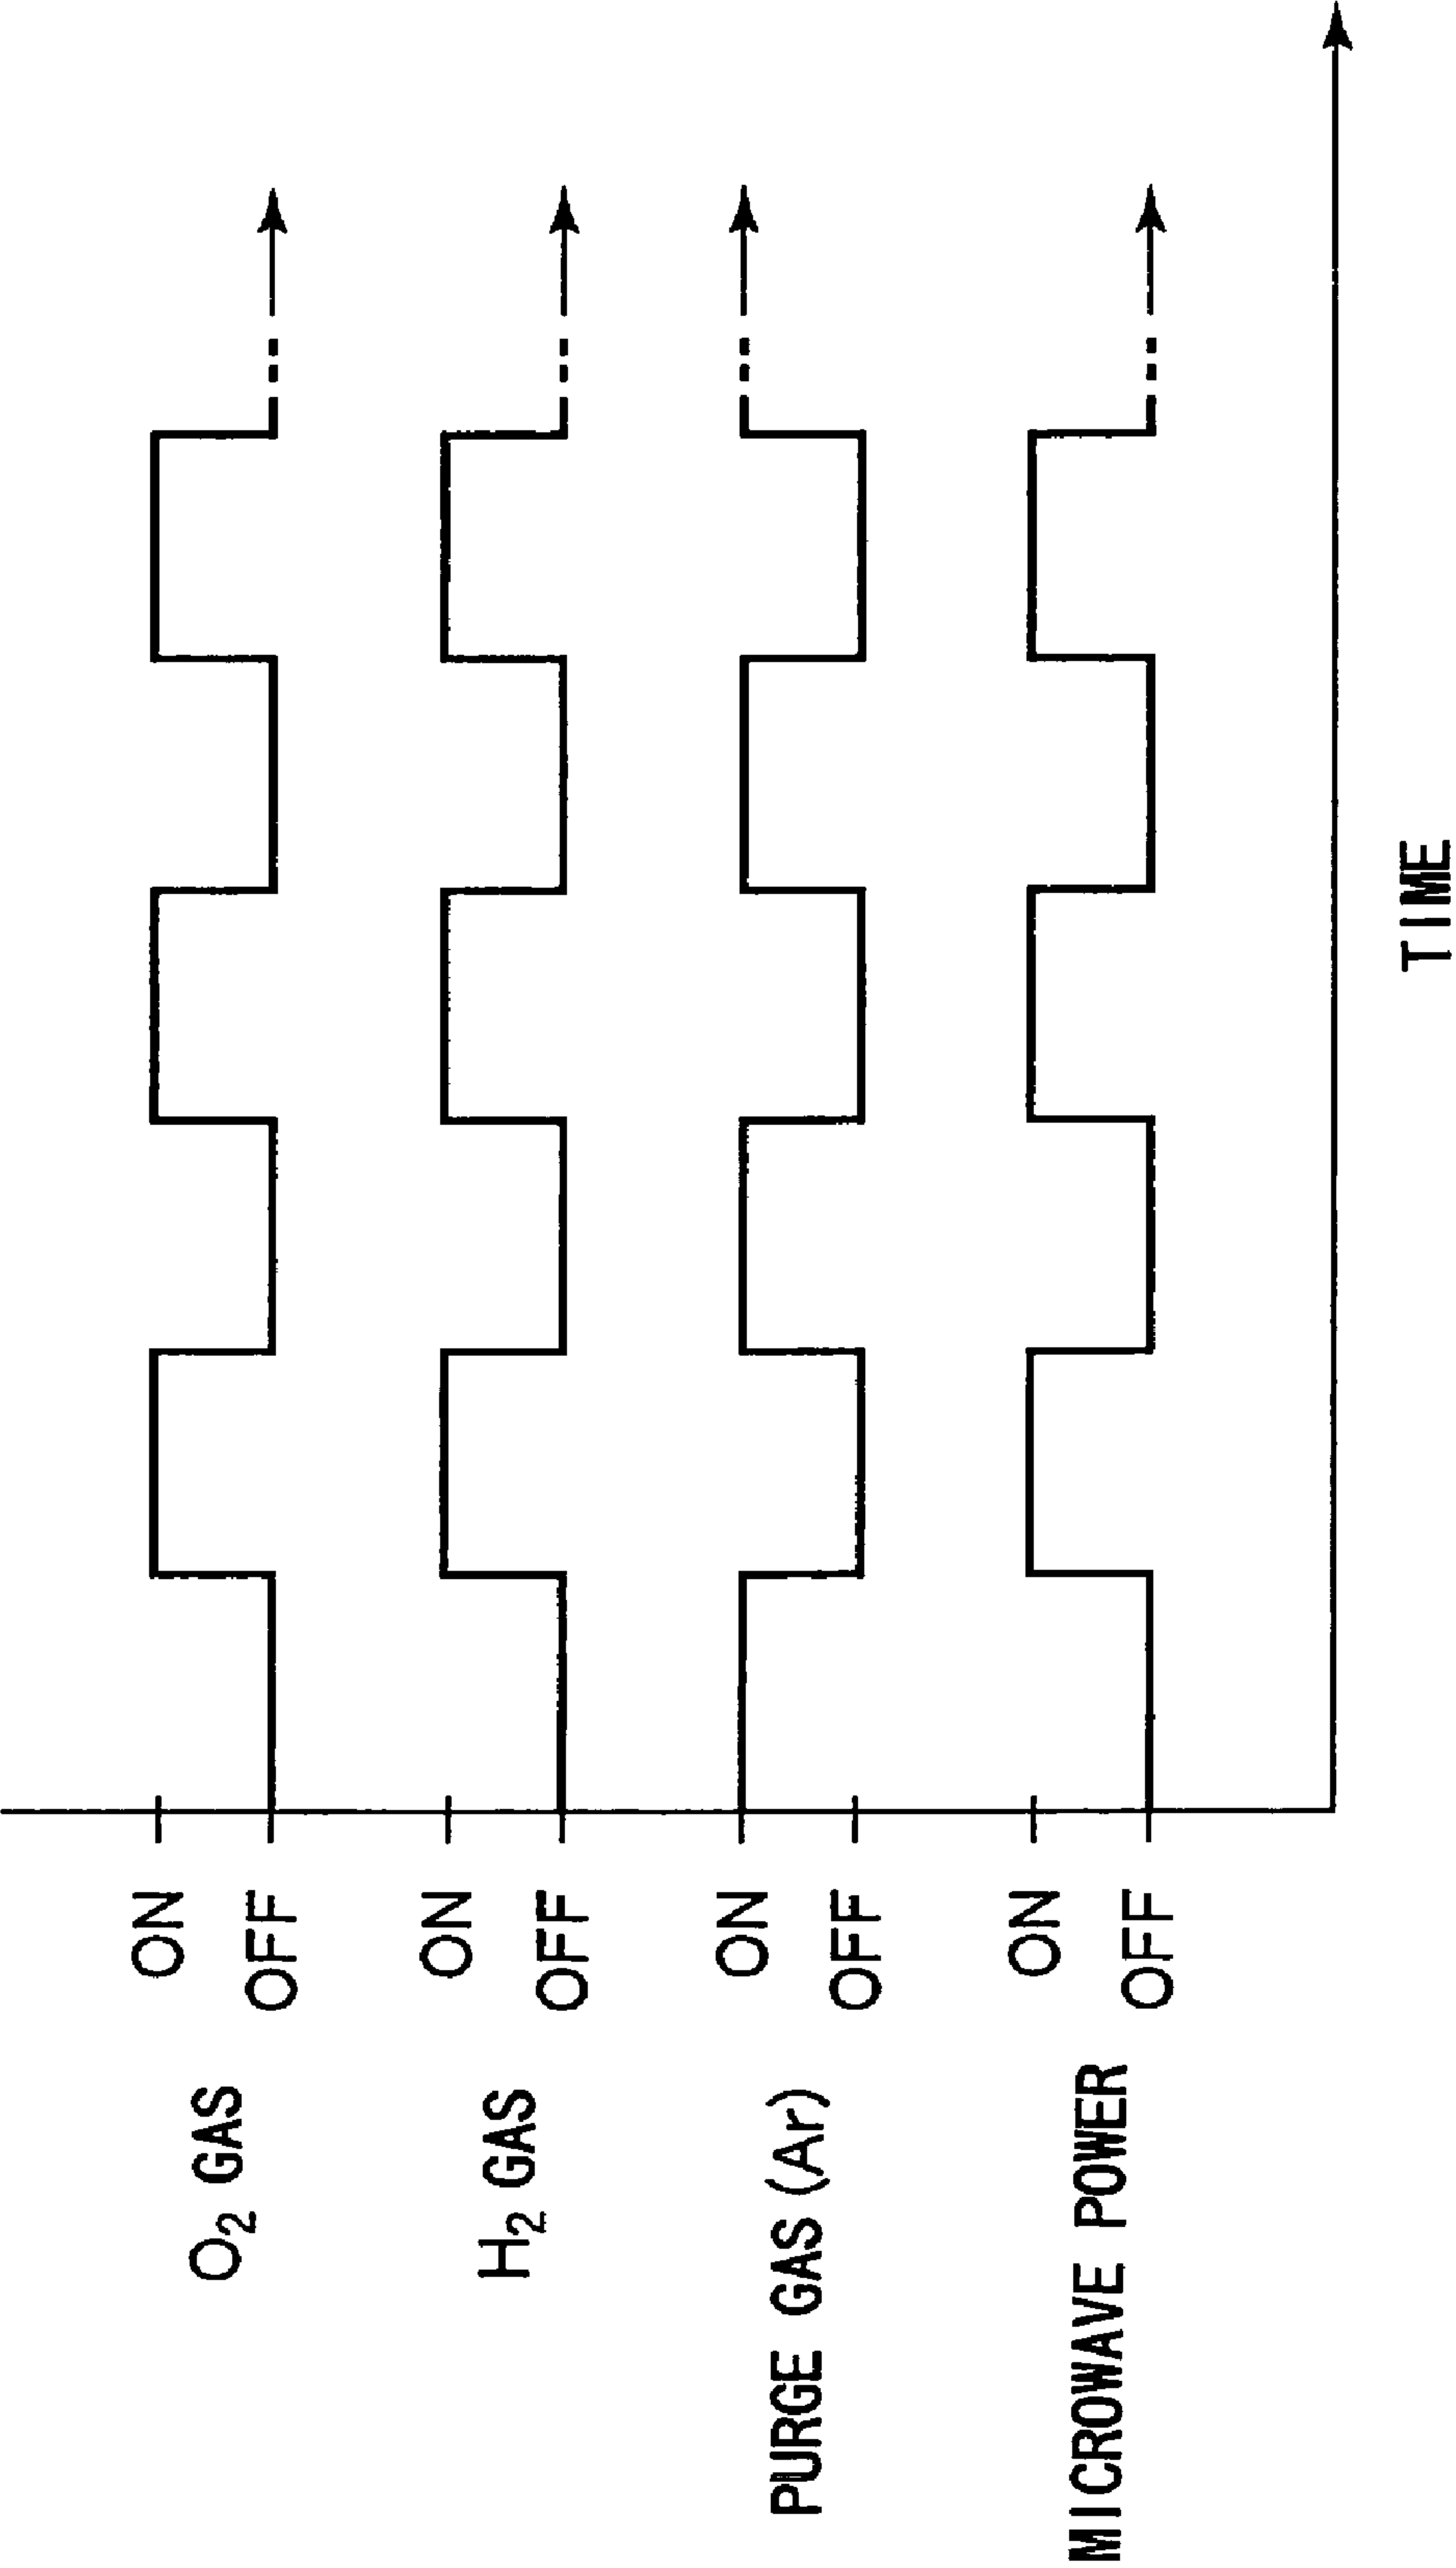 O₂ GAS
ON
OFF
H₂ GAS
ON
OFF
PURGE GAS (Ar)
ON
OFF
MICROWAVE POWER
ON
OFF
TIME